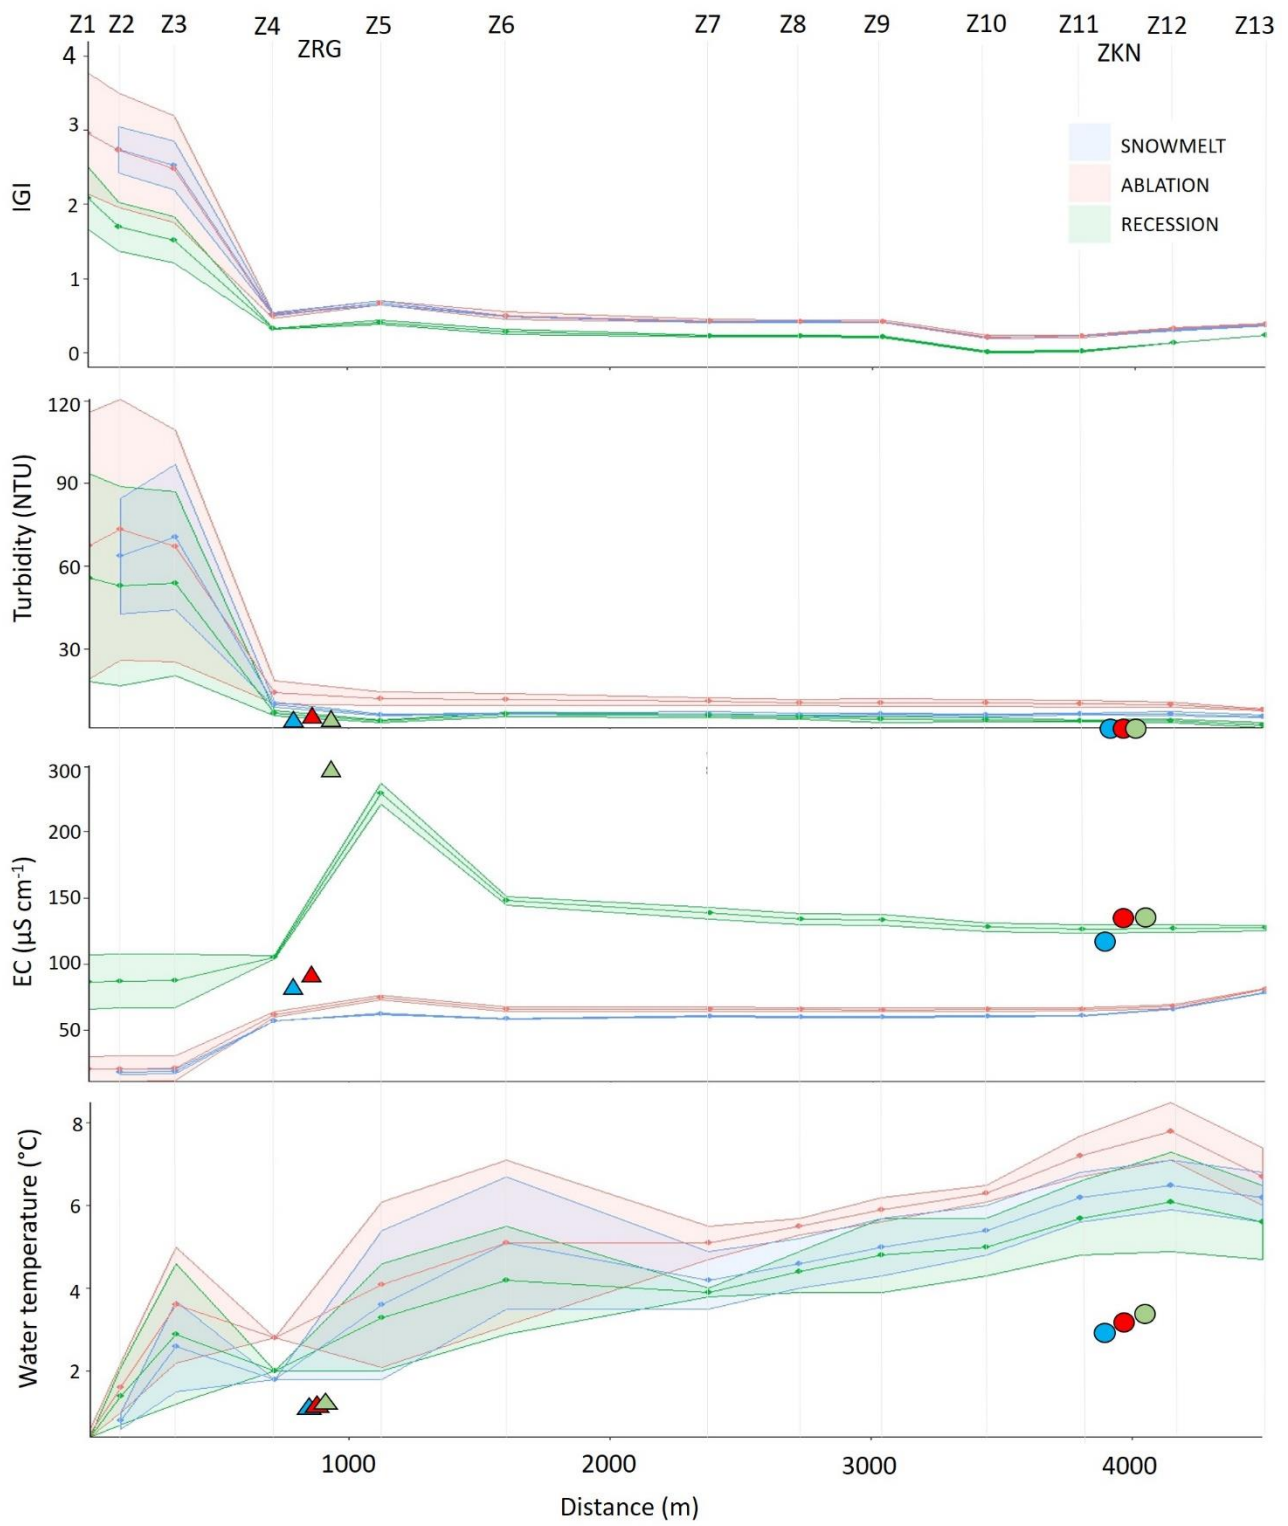 Z1 Z2 Z3 Z4 Z5 Z6 Z7 Z8 Z9 Z10 Z11 Z12 Z13
ZRG ZKN
4
3
2
1
0
IGI
SNOWMELT
ABLATION
RECESSION
120
90
60
30
Turbidity (NTU)
300
200
150
100
50
EC (µS cm⁻¹)
8
6
4
2
Water temperature (°C)
1000 2000 3000 4000
Distance (m)